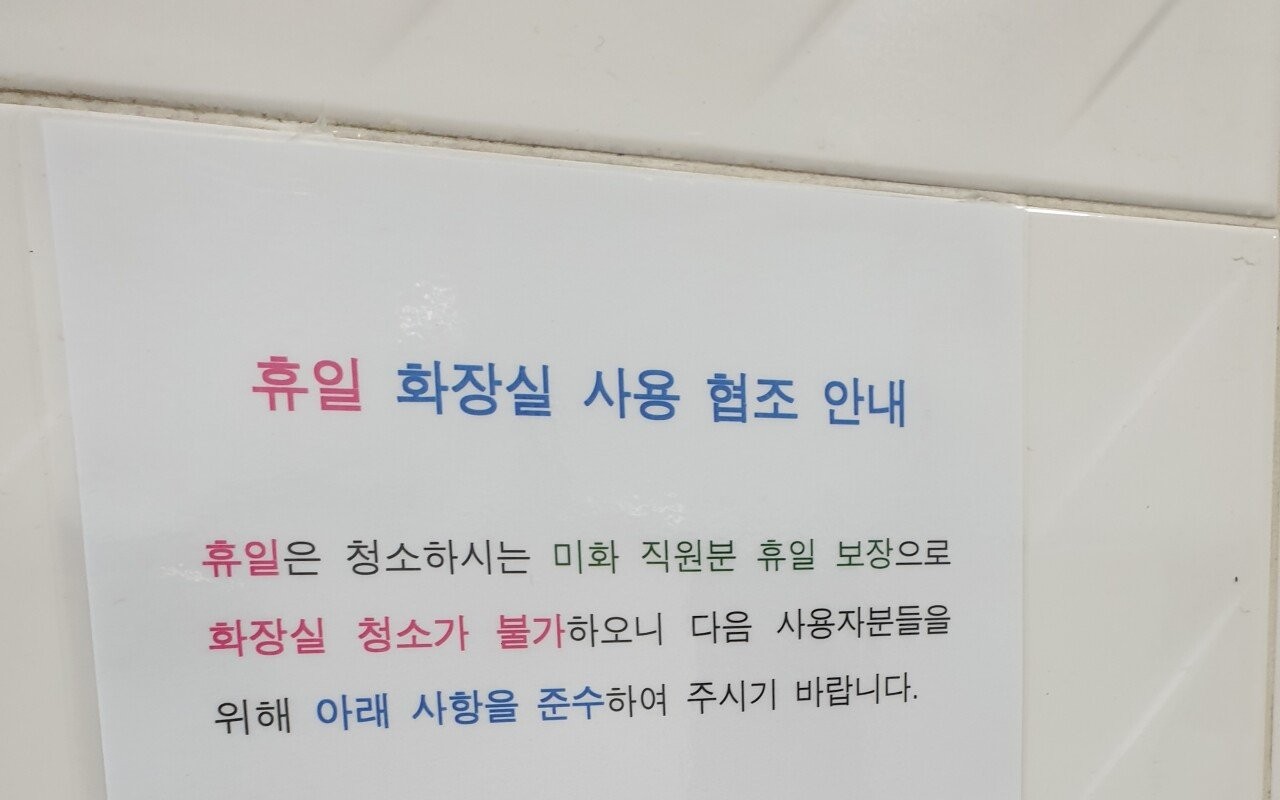 휴일 화장실 사용 협조 안내
휴일은 청소하시는 미화 직원분 휴일 보장으로
화장실 청소가 불가하오니 다음 사용자분들을
위해 아래 사항을 준수하여 주시기 바랍니다.